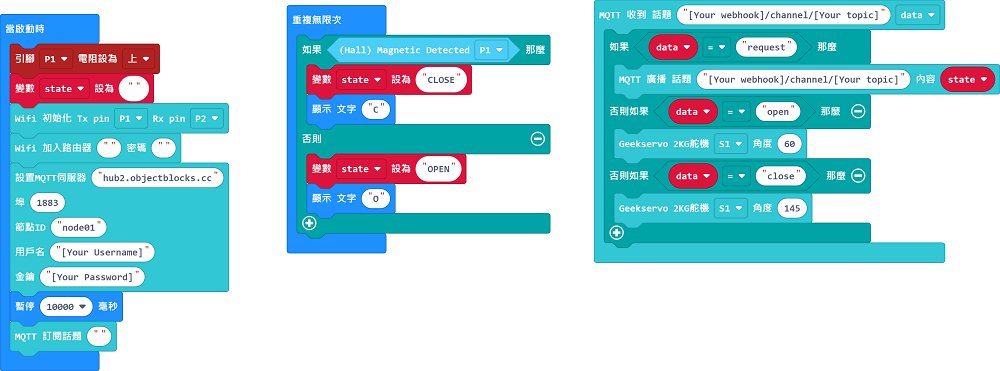 當啟動時
引腳 P1 電阻設為 上
變數 state 設為 " "
Wifi 初始化 Tx pin P1 Rx pin P2
Wifi 加入路由器 " " 密碼 " "
設置MQTT伺服器 "hub2.objectblocks.cc"
埠 1883
節點ID "node01"
用戶名 "[Your Username]"
金鑰 "[Your Password]"
暫停 10000 毫秒
MQTT 訂閱話題 " "
重複無限次
如果 (Hall) Magnetic Detected P1 那麼
變數 state 設為 "CLOSE"
顯示 文字 "C"
否則
變數 state 設為 "OPEN"
顯示 文字 "O"
MQTT 收到 話題 "[Your webhook]/channel/[Your topic]" data
如果 data = "request" 那麼
MQTT 廣播 話題 "[Your webhook]/channel/[Your topic]" 內容 state
否則如果 data = "open" 那麼
Geekservo 2KG舵機 S1 角度 60
否則如果 data = "close" 那麼
Geekservo 2KG舵機 S1 角度 145